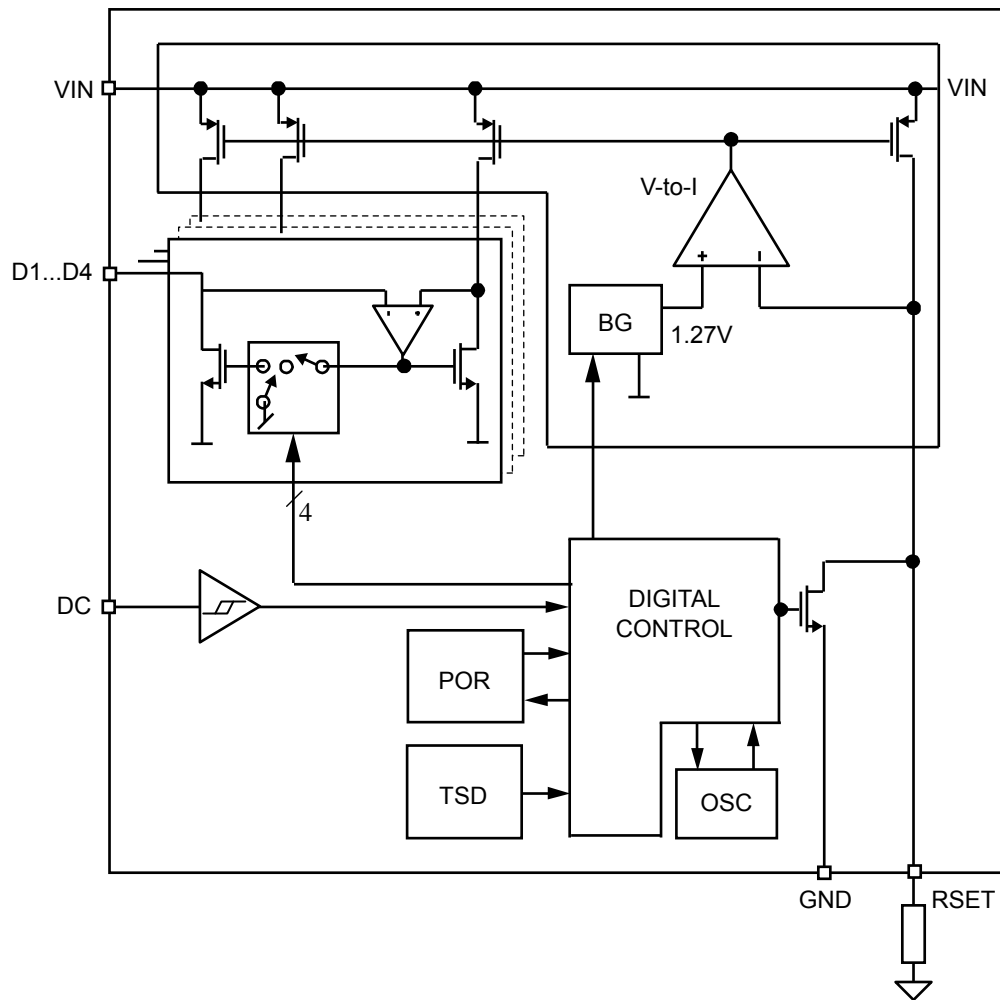 VIN
VIN
V-to-I
+
D1...D4
BG
1.27V
4
DC
DIGITAL
CONTROL
POR
TSD
OSC
GND
RSET